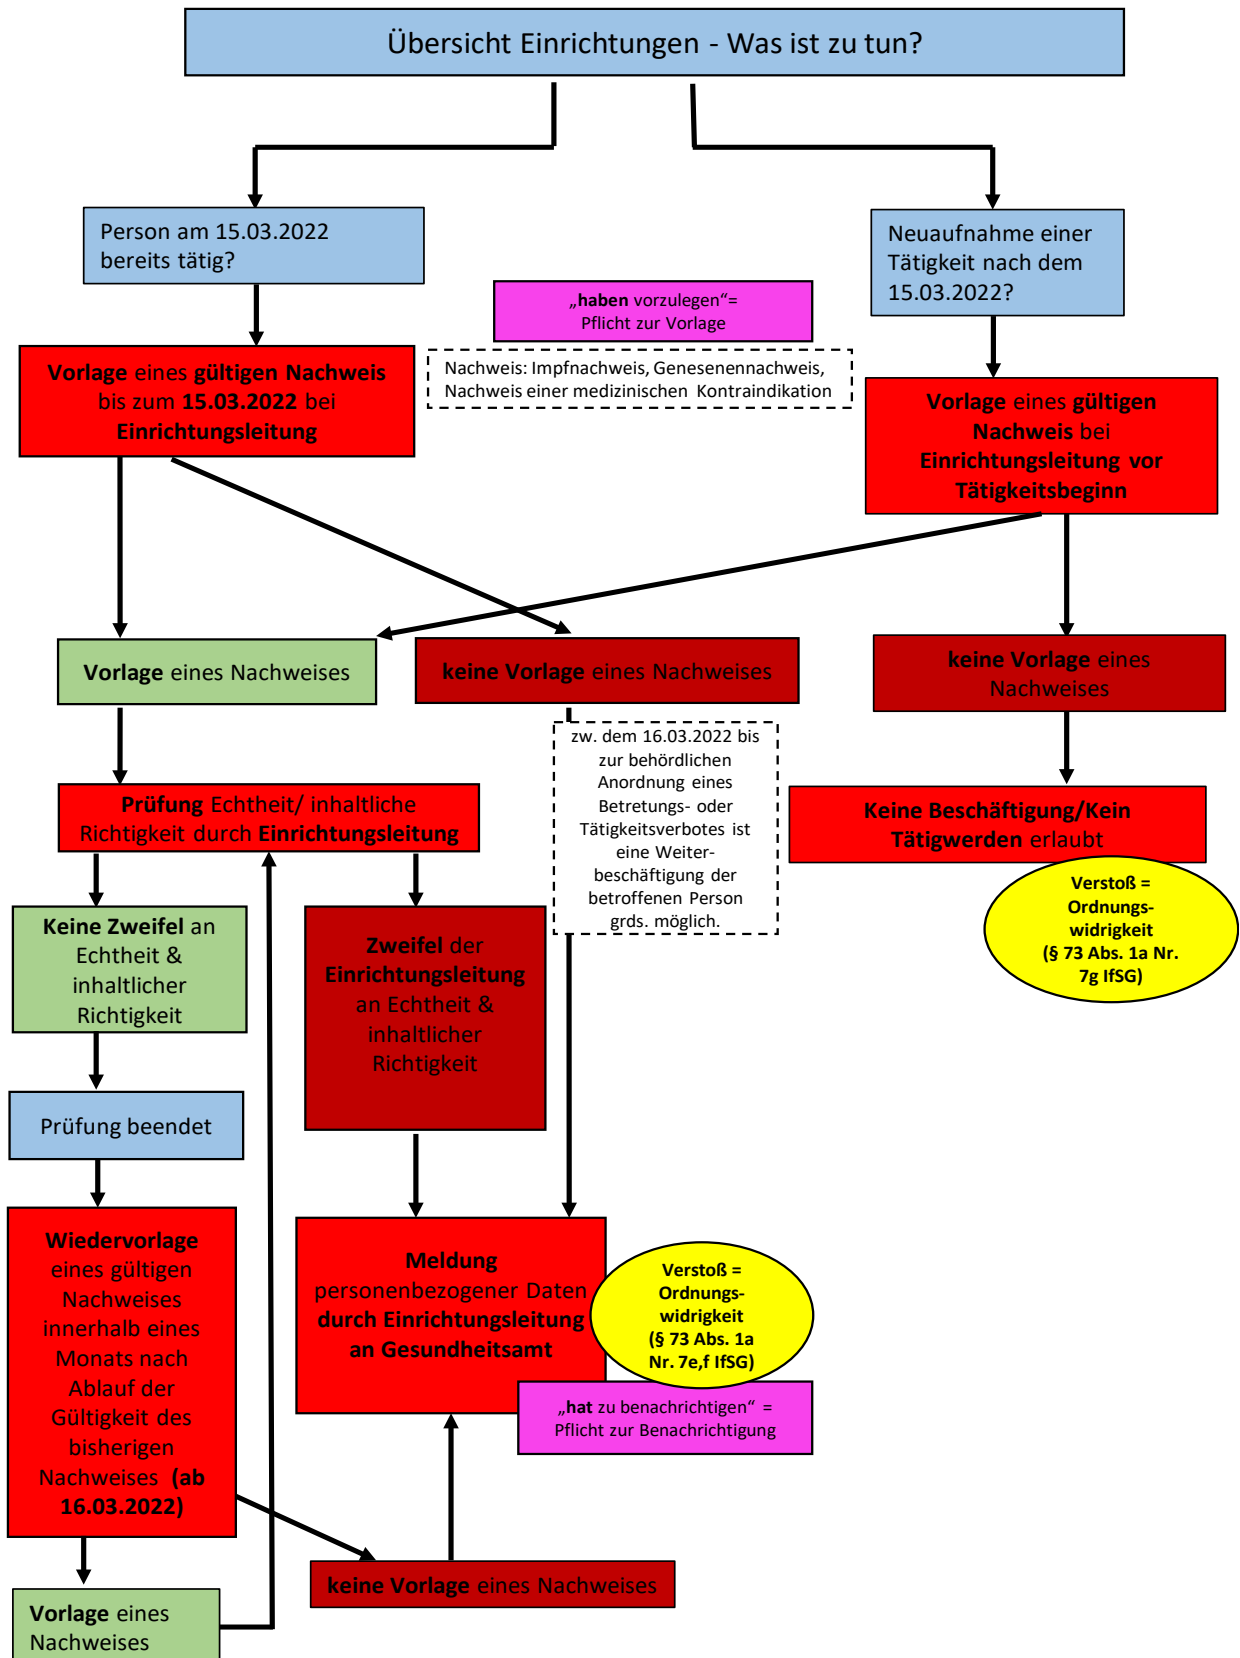 Übersicht Einrichtungen - Was ist zu tun?
Person am 15.03.2022
bereits tätig?
Neuaufnahme einer
Tätigkeit nach dem
15.03.2022?
„haben vorzulegen“=
Pflicht zur Vorlage
Nachweis: Impfnachweis, Genesenennachweis,
Nachweis einer medizinischen Kontraindikation
Vorlage eines gültigen Nachweis
bis zum 15.03.2022 bei
Einrichtungsleitung
Vorlage eines gültigen
Nachweis bei
Einrichtungsleitung vor
Tätigkeitsbeginn
Vorlage eines Nachweises
keine Vorlage eines Nachweises
keine Vorlage eines
Nachweises
zw. dem 16.03.2022 bis
zur behördlichen
Anordnung eines
Betretungs- oder
Tätigkeitsverbotes ist
eine Weiter-
beschäftigung der
betroffenen Person
grds. möglich.
Prüfung Echtheit/ inhaltliche
Richtigkeit durch Einrichtungsleitung
Keine Beschäftigung/Kein
Tätigwerden erlaubt
Verstoß =
Ordnungs-
widrigkeit
(§ 73 Abs. 1a Nr.
7g IfSG)
Keine Zweifel an
Echtheit &
inhaltlicher
Richtigkeit
Zweifel der
Einrichtungsleitung
an Echtheit &
inhaltlicher
Richtigkeit
Prüfung beendet
Wiedervorlage
eines gültigen
Nachweises
innerhalb eines
Monats nach
Ablauf der
Gültigkeit des
bisherigen
Nachweises (ab
16.03.2022)
Meldung
personenbezogener Daten
durch Einrichtungsleitung
an Gesundheitsamt
Verstoß =
Ordnungs-
widrigkeit
(§ 73 Abs. 1a
Nr. 7e,f IfSG)
„hat zu benachrichtigen“ =
Pflicht zur Benachrichtigung
keine Vorlage eines Nachweises
Vorlage eines
Nachweises